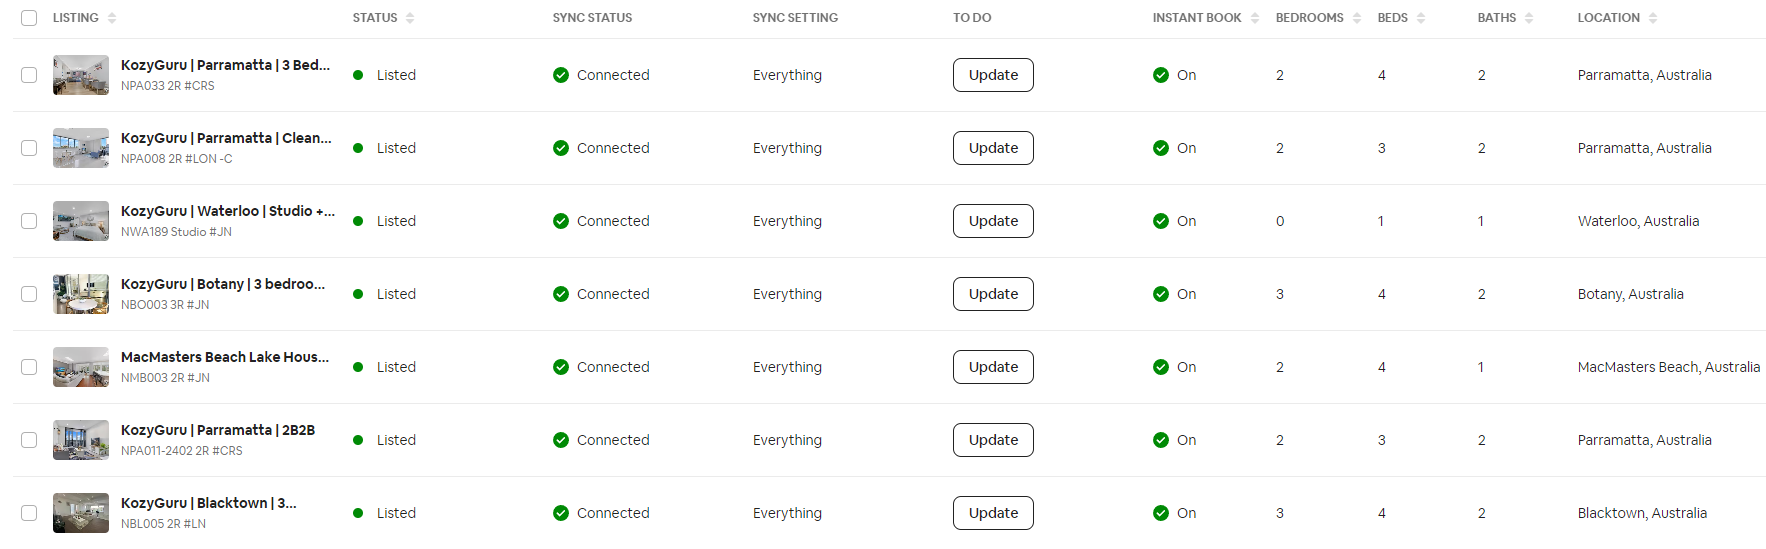 LISTING STATUS SYNC STATUS SYNC SETTING TO DO INSTANT BOOK BEDROOMS BEDS BATHS LOCATION
KozyGuru | Parramatta | 3 Bed... Listed Connected Everything Update On 2 4 2 Parramatta, Australia
NPA033 2R #CRS
KozyGuru | Parramatta | Clean... Listed Connected Everything Update On 2 3 2 Parramatta, Australia
NPA008 2R #LON -C
KozyGuru | Waterloo | Studio +... Listed Connected Everything Update On 0 1 1 Waterloo, Australia
NWA189 Studio #JN
KozyGuru | Botany | 3 bedroo... Listed Connected Everything Update On 3 4 2 Botany, Australia
NBO003 3R #JN
MacMasters Beach Lake Hous... Listed Connected Everything Update On 2 4 1 MacMasters Beach, Australia
NMB003 2R #JN
KozyGuru | Parramatta | 2B2B Listed Connected Everything Update On 2 3 2 Parramatta, Australia
NPA011-2402 2R #CRS
KozyGuru | Blacktown | 3... Listed Connected Everything Update On 3 4 2 Blacktown, Australia
NBL005 2R #LN